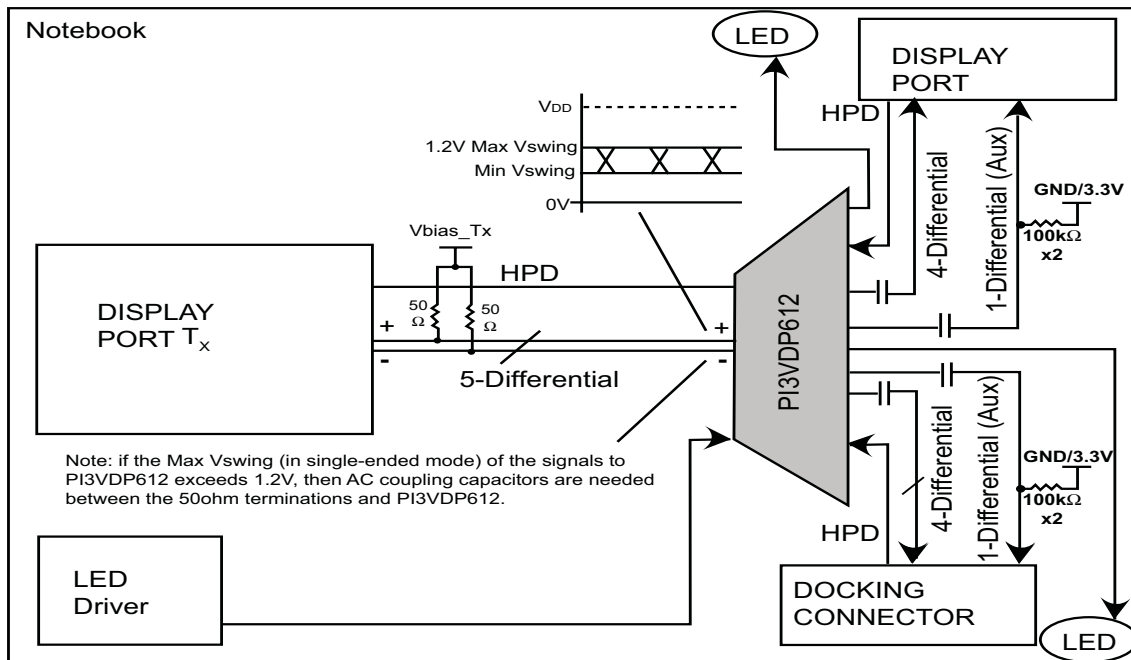 Notebook
LED
DISPLAY
PORT
VDD
1.2V Max Vswing
Min Vswing
0V
HPD
4-Differential
1-Differential (Aux)
GND/3.3V
100kΩ
x2
Vbias_Tx
HPD
DISPLAY
PORT TX
50
Ω
50
Ω
+
-
+
-
5-Differential
PI3VDP612
Note: if the Max Vswing (in single-ended mode) of the signals to
PI3VDP612 exceeds 1.2V, then AC coupling capacitors are needed
between the 50ohm terminations and PI3VDP612.
HPD
4-Differential
1-Differential (Aux)
GND/3.3V
100kΩ
x2
LED
Driver
DOCKING
CONNECTOR
LED